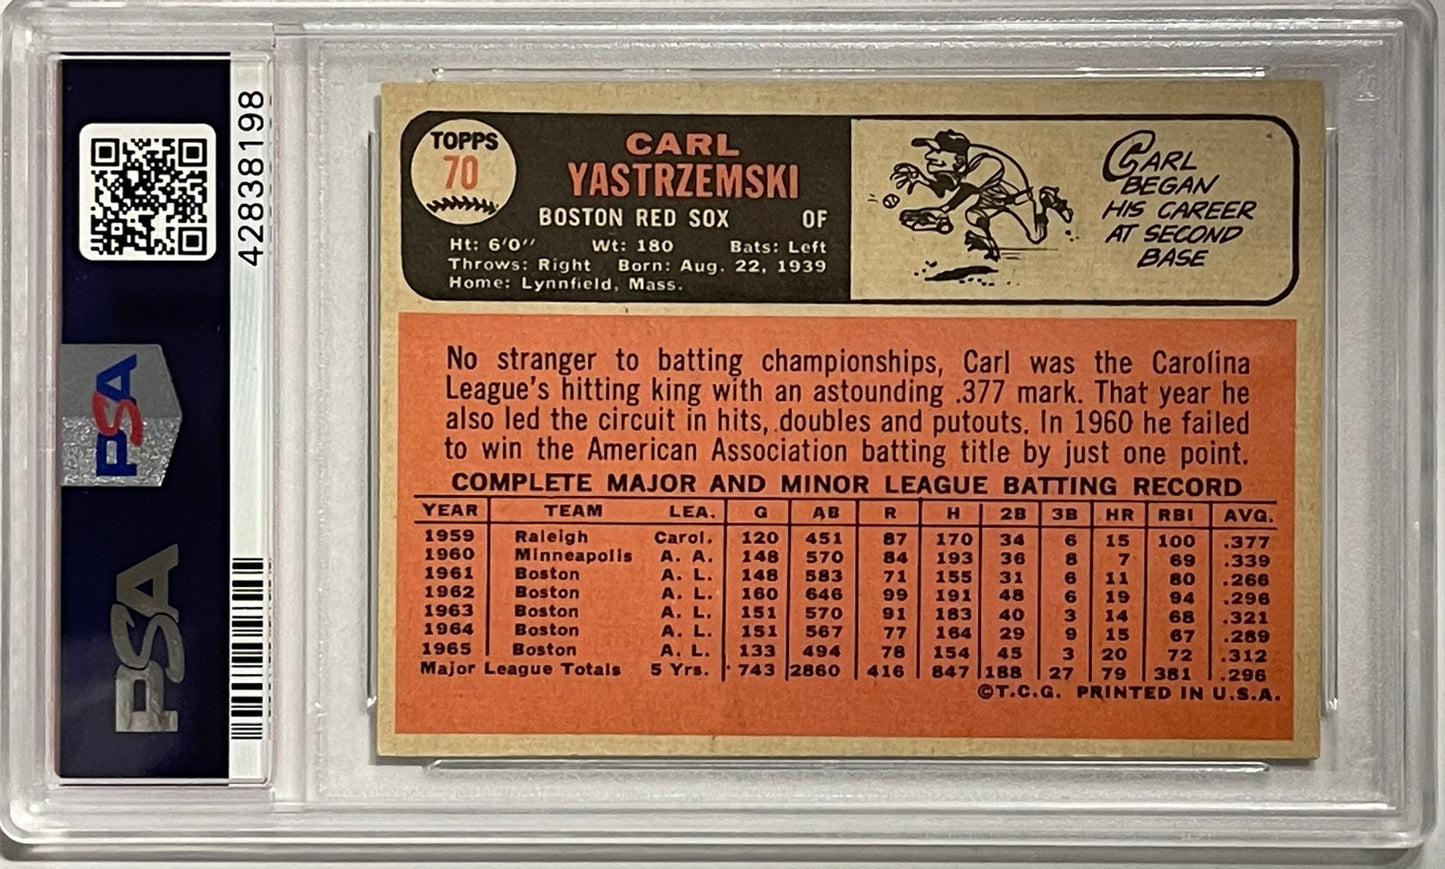 42838198
PSA
PSA
TOPPS
70
CARL
YASTRZEMSKI
BOSTON RED SOX OF
Ht: 6'0'' Wt: 180 Bats: Left
Throws: Right Born: Aug. 22, 1939
Home: Lynnfield, Mass.
CARL
BEGAN
HIS CAREER
AT SECOND
BASE
No stranger to batting championships, Carl was the Carolina
League's hitting king with an astounding .377 mark. That year he
also led the circuit in hits, doubles and putouts. In 1960 he failed
to win the American Association batting title by just one point.
COMPLETE MAJOR AND MINOR LEAGUE BATTING RECORD
YEAR TEAM LEA. G AB R H 2B 3B HR RBI AVG.
1959 Raleigh Carol. 120 451 87 170 34 6 15 100 .377
1960 Minneapolis A. A. 148 570 84 193 36 8 7 69 .339
1961 Boston A. L. 148 583 71 155 31 6 11 80 .266
1962 Boston A. L. 160 646 99 191 48 6 19 94 .296
1963 Boston A. L. 151 570 91 183 40 3 14 68 .321
1964 Boston A. L. 151 567 77 164 29 9 15 67 .289
1965 Boston A. L. 133 494 78 154 45 3 20 72 .312
Major League Totals 5 Yrs. 743 2860 416 847 188 27 79 381 .296
©T.C.G. PRINTED IN U.S.A.